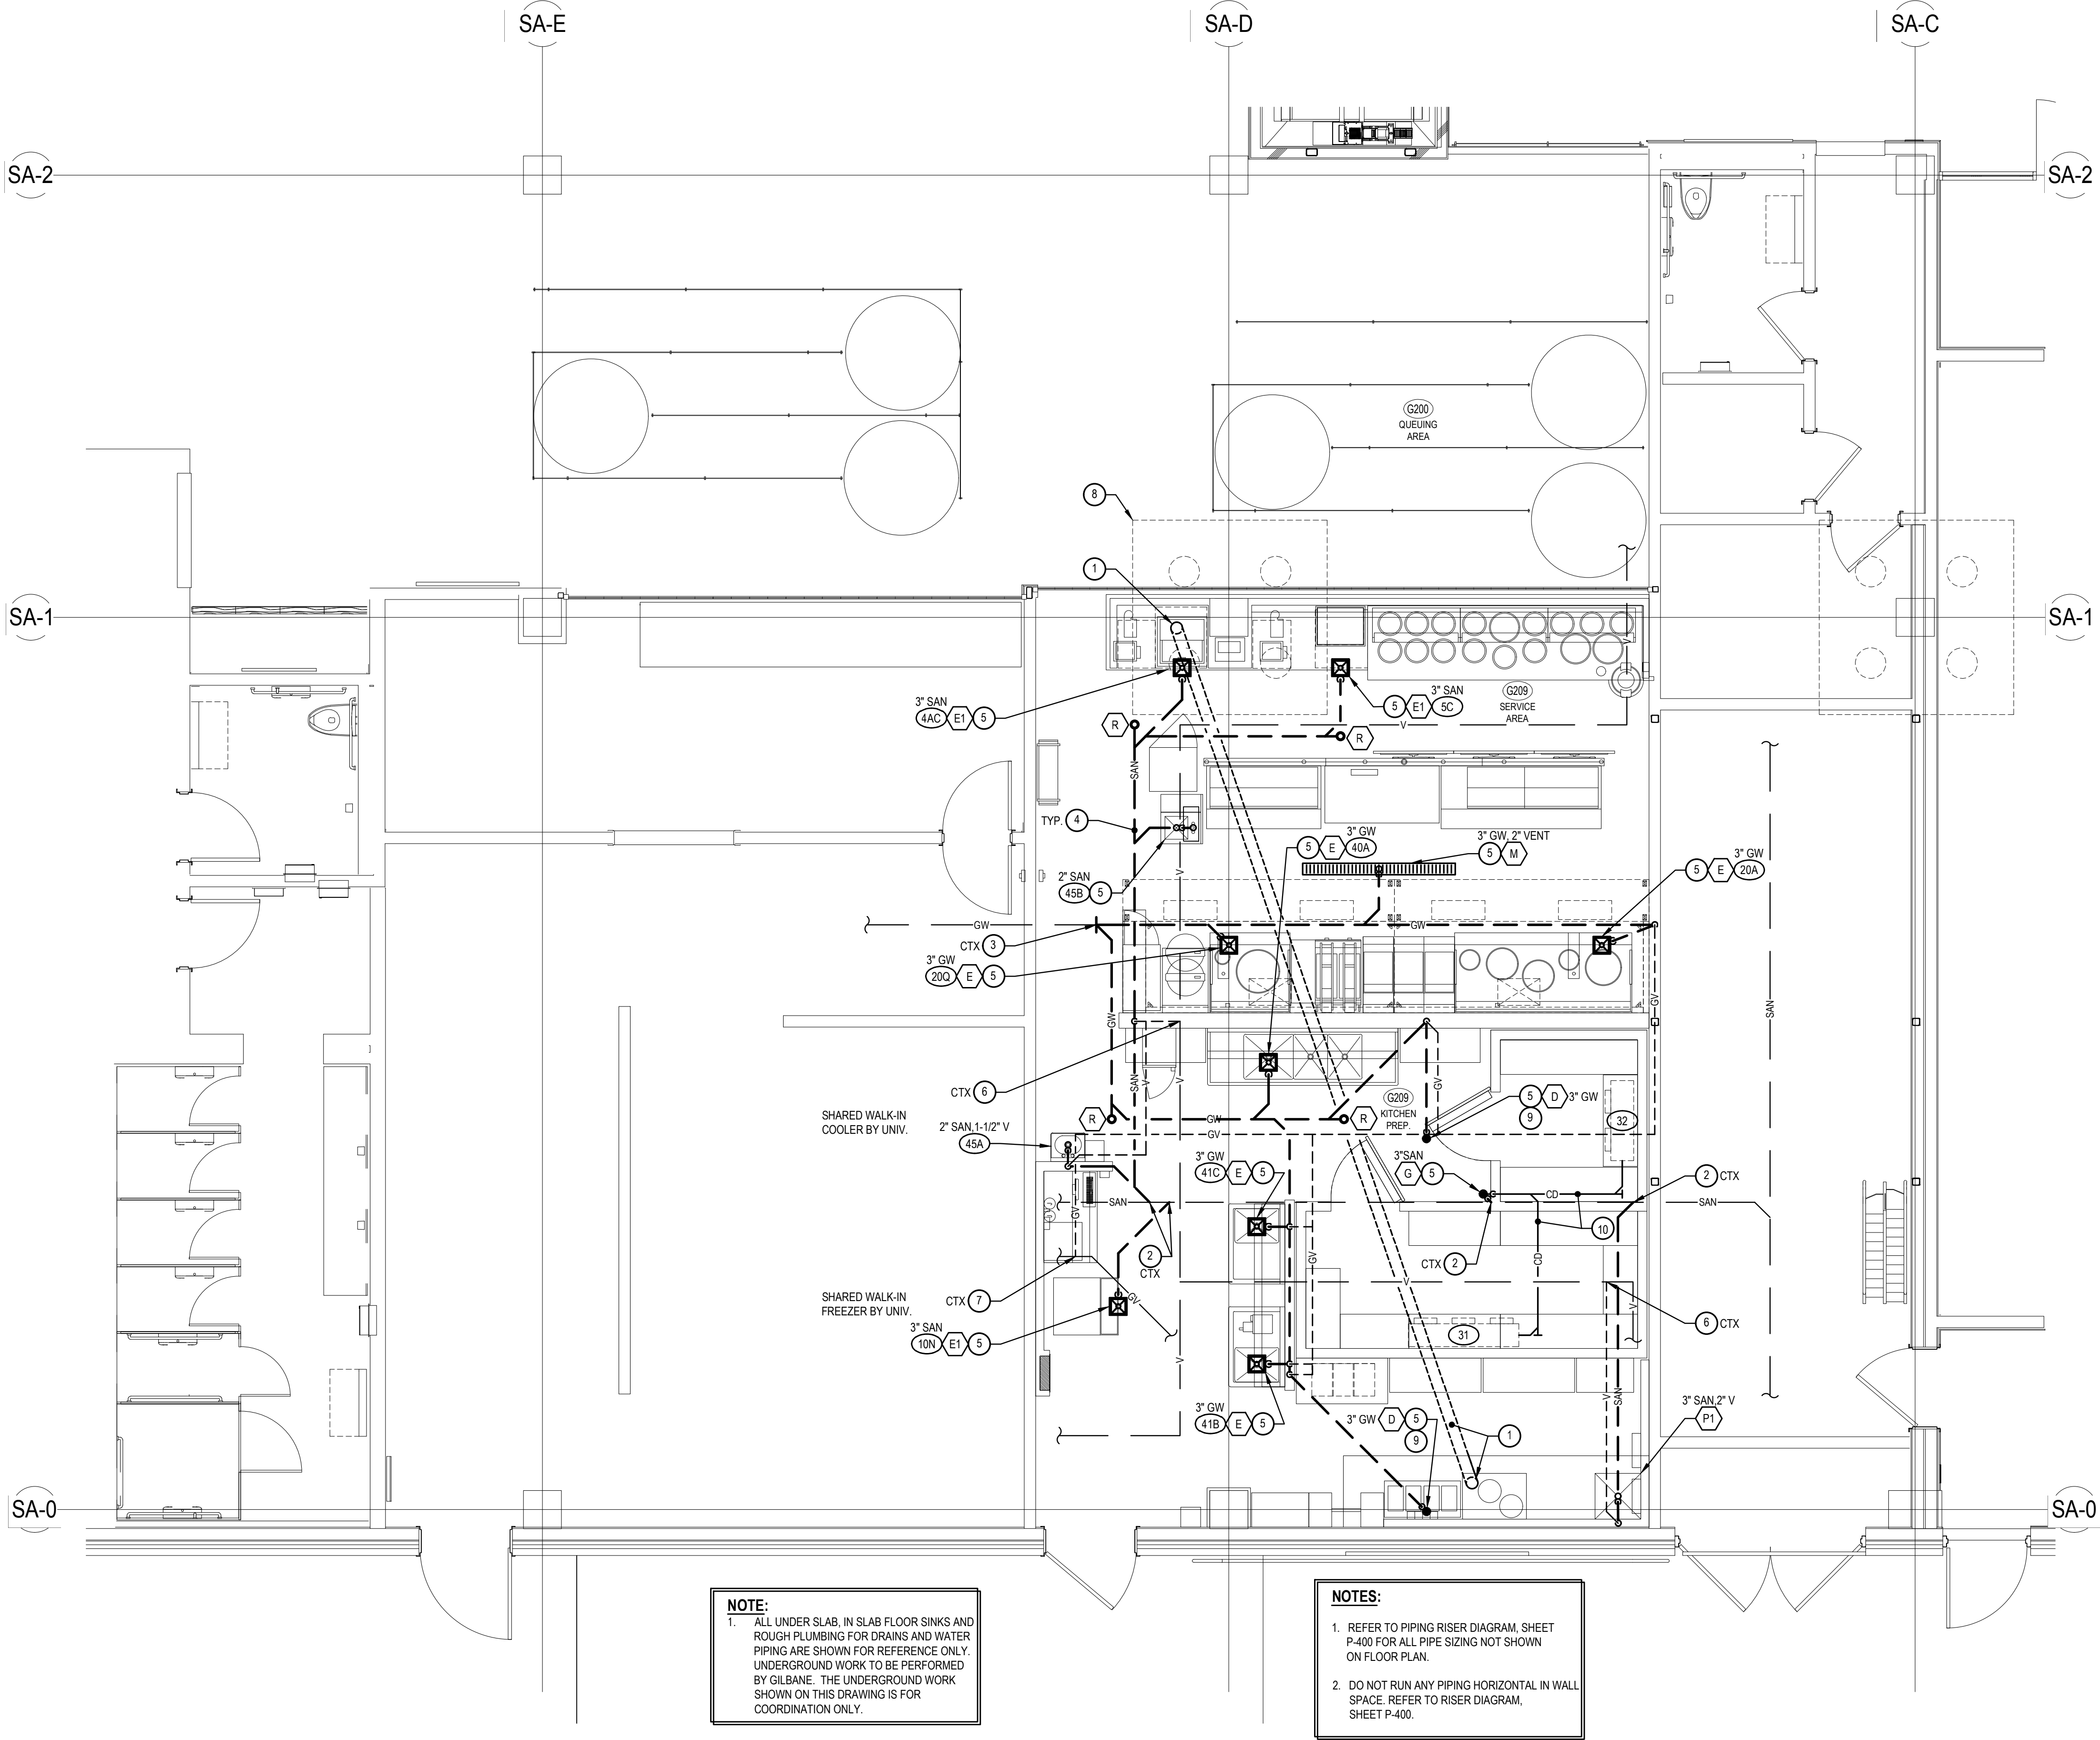 SA-E
SA-D
SA-C
SA-2
SA-2
G200
QUEUING
AREA
8
1
SA-1
SA-1
V
3" SAN
4AC E1 5
3" SAN
5 E1 5C
G209
SERVICE
AREA
R
V
R
SAN
TYP. 4
3" GW
5 E 40A
3" GW, 2" VENT
5 M
3" GW
5 E 20A
2" SAN
45B 5
V
GW
GW
CTX 3
3" GW
20Q E 5
GV
SAN
GW
SAN
V
V
CTX 6
GV
5 D 3" GW
9
32
SHARED WALK-IN
COOLER BY UNIV.
R
GW
R
G209
KITCHEN
PREP.
GV
2" SAN,1-1/2" V
45A
3" GW
41C E 5
3"SAN
G 5
2 CTX
CD
SAN
SAN
GV
10
2
CTX
GV
CTX 2
CD
V
SHARED WALK-IN
FREEZER BY UNIV.
CTX 7
GV
V
6 CTX
3" SAN
10N E1 5
31
V
V
SAN
3" SAN,2" V
P1
3" GW
41B E 5
3" GW D 5
9
1
SA-0
SA-0
NOTE:
1. ALL UNDER SLAB, IN SLAB FLOOR SINKS AND
ROUGH PLUMBING FOR DRAINS AND WATER
PIPING ARE SHOWN FOR REFERENCE ONLY.
UNDERGROUND WORK TO BE PERFORMED
BY GILBANE. THE UNDERGROUND WORK
SHOWN ON THIS DRAWING IS FOR
COORDINATION ONLY.
NOTES:
1. REFER TO PIPING RISER DIAGRAM, SHEET
P-400 FOR ALL PIPE SIZING NOT SHOWN
ON FLOOR PLAN.
2. DO NOT RUN ANY PIPING HORIZONTAL IN WALL
SPACE. REFER TO RISER DIAGRAM,
SHEET P-400.